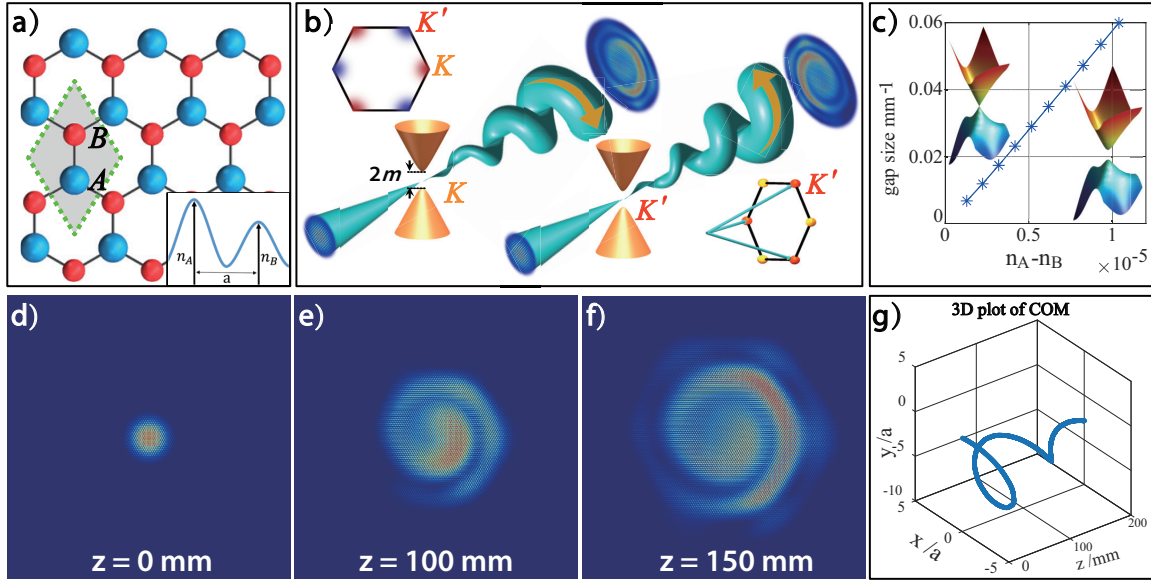 a)
B
A
n_A
a
n_B
b)
K'
K
2m
K
K'
K'
c)
0.06
0.04
0.02
0
gap size mm⁻¹
0
0.5
1
n_A-n_B
×10⁻⁵
d)
z = 0 mm
e)
z = 100 mm
f)
z = 150 mm
g)
3D plot of COM
5
0
-5
-10
y/a
5
0
-5
x/a
0
100
200
z/mm